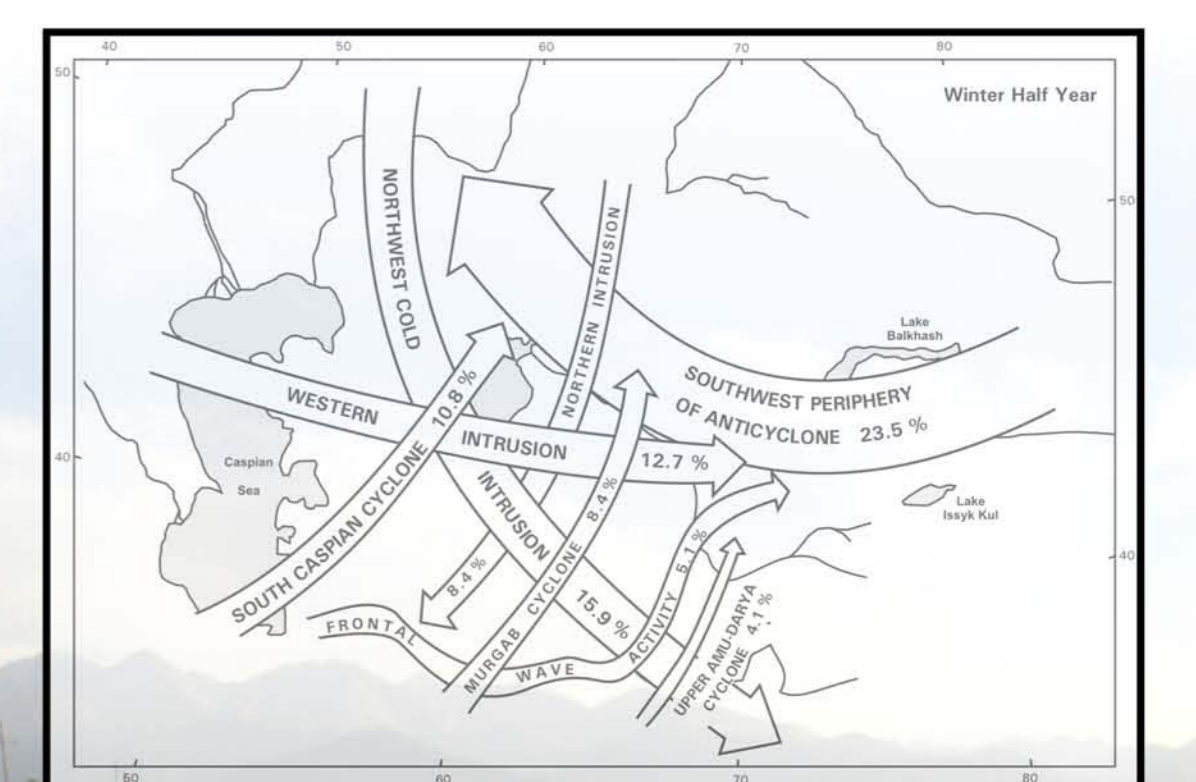 40 50 60 70 80
50
Winter Half Year
50
NORTHWEST COLD
INTRUSION
15.9 %
NORTHERN INTRUSION
8.4 %
Lake
Balkhash
SOUTHWEST PERIPHERY
OF ANTICYCLONE 23.5 %
WESTERN INTRUSION 12.7 %
SOUTH CASPIAN CYCLONE 10.8 %
40
Caspian
Sea
Lake
Issyk Kul
MURGAB CYCLONE 8.4 %
40
FRONTAL WAVE ACTIVITY 5.1 %
UPPER AMU-DARYA
CYCLONE 4.1 %
50 60 70 80